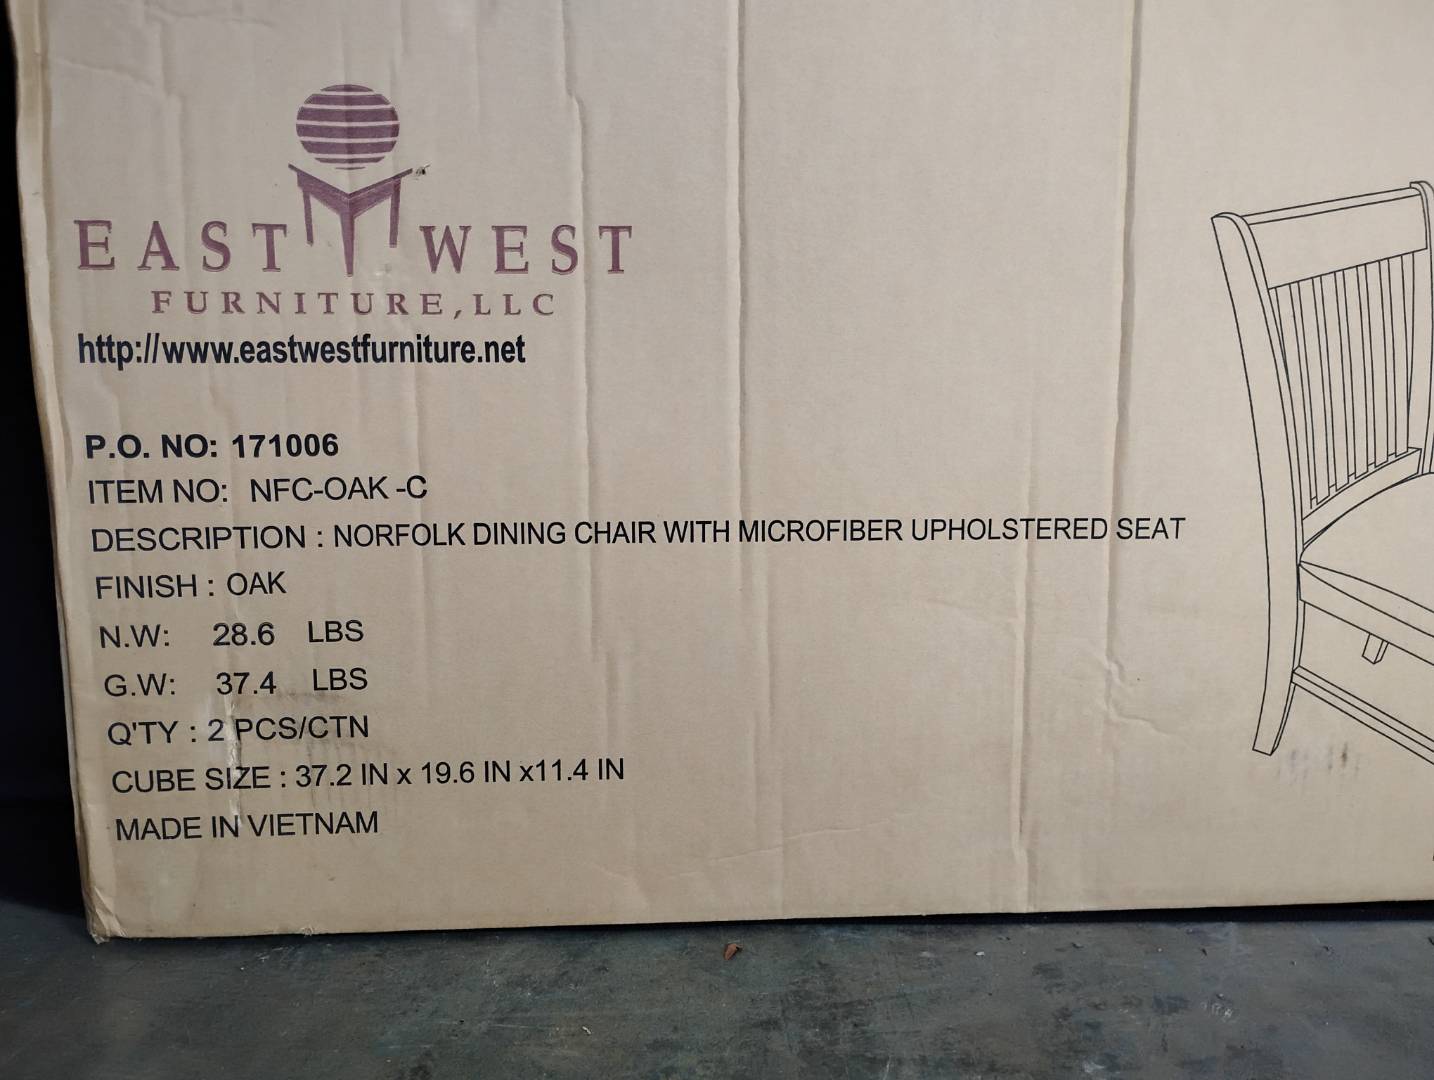 EAST WEST
FURNITURE, LLC
http://www.eastwestfurniture.net
P.O. NO: 171006
ITEM NO: NFC-OAK -C
DESCRIPTION : NORFOLK DINING CHAIR WITH MICROFIBER UPHOLSTERED SEAT
FINISH : OAK
N.W: 28.6 LBS
G.W: 37.4 LBS
Q'TY : 2 PCS/CTN
CUBE SIZE : 37.2 IN x 19.6 IN x11.4 IN
MADE IN VIETNAM